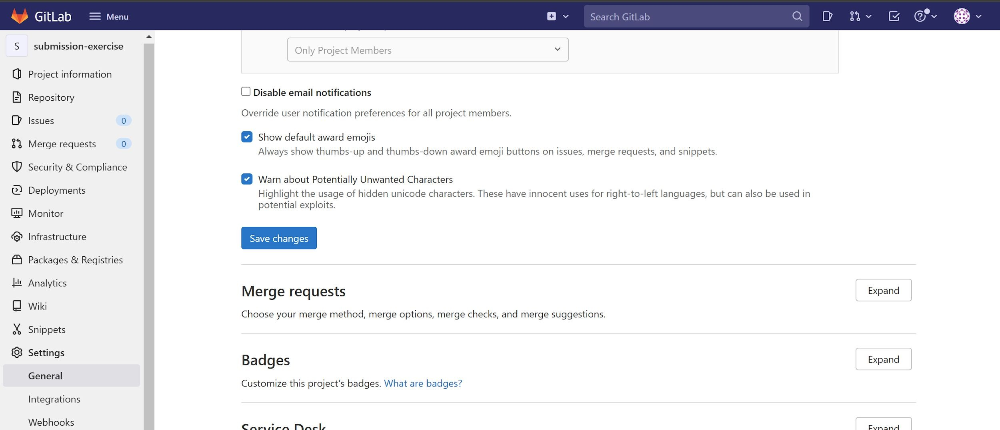 GitLab
Menu
Search GitLab
S
submission-exercise
Project information
Repository
Issues 0
Merge requests 0
Security & Compliance
Deployments
Monitor
Infrastructure
Packages & Registries
Analytics
Wiki
Snippets
Settings
General
Integrations
Webhooks
Only Project Members
Disable email notifications
Override user notification preferences for all project members.
Show default award emojis
Always show thumbs-up and thumbs-down award emoji buttons on issues, merge requests, and snippets.
Warn about Potentially Unwanted Characters
Highlight the usage of hidden unicode characters. These have innocent uses for right-to-left languages, but can also be used in
potential exploits.
Save changes
Merge requests
Expand
Choose your merge method, merge options, merge checks, and merge suggestions.
Badges
Expand
Customize this project's badges. What are badges?
Service Desk
Expand